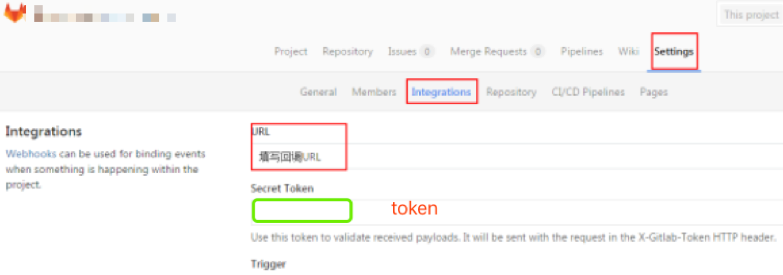 This project
Project Repository Issues 0 Merge Requests 0 Pipelines Wiki Settings
General Members Integrations Repository CI/CD Pipelines Pages
Integrations
Webhooks can be used for binding events
when something is happening within the
project.
URL
填写回调URL
Secret Token
token
Use this token to validate received payloads. It will be sent with the request in the X-Gitlab-Token HTTP header.
Trigger